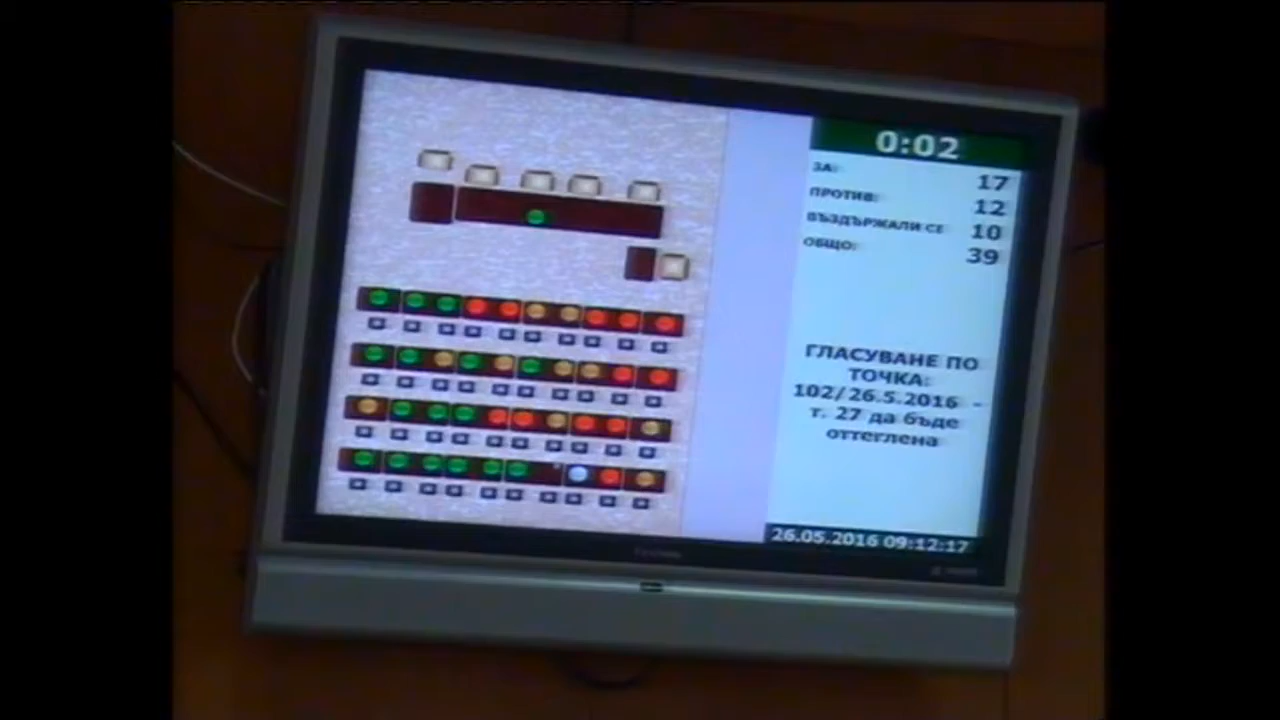 0:02
ЗА: 17
ПРОТИВ: 12
ВЪЗДЪРЖАЛИ СЕ 10
ОБЩО: 39
ГЛАСУВАНЕ ПО
ТОЧКА:
102/26.5.2016 -
т. 27 да бъде
оттеглена
26.05.2016 09:12:17